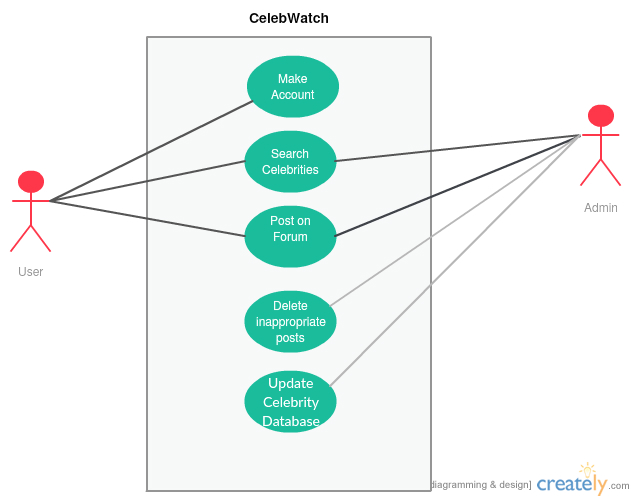 CelebWatch
Make
Account
Search
Celebrities
Post on
Forum
Delete
inappropriate
posts
Update
Celebrity
Database
User
Admin
diagramming & design]
creately.com